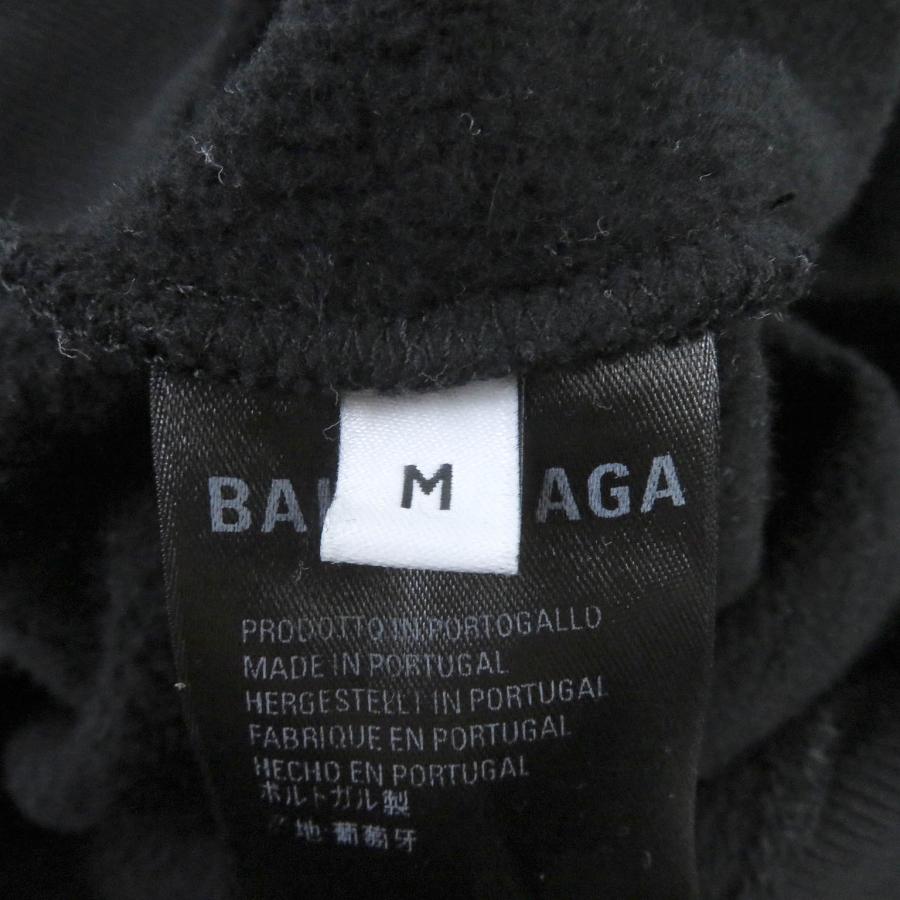 M
BA AGA
PRODOTTO IN PORTOGALLO
MADE IN PORTUGAL
HERGESTELLT IN PORTUGAL
FABRIQUE EN PORTUGAL
HECHO EN PORTUGAL
ポルトガル製
地:葡萄牙